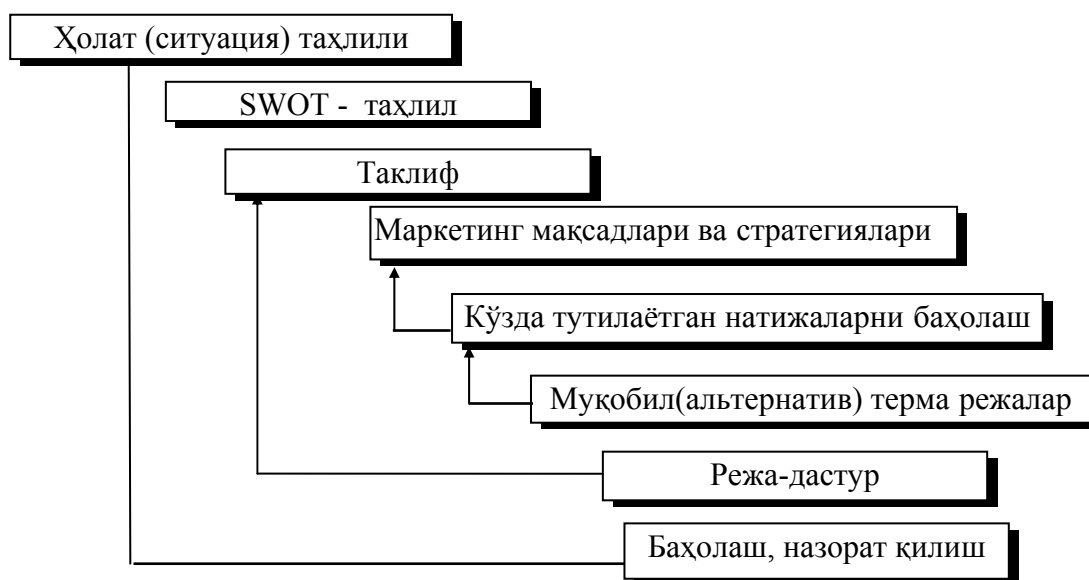 Ҳолат (ситуация) таҳлили
SWOT - таҳлил
Таклиф
Маркетинг мақсадлари ва стратегиялари
Кўзда тутилаётган натижаларни баҳолаш
Муқобил(альтернатив) терма режалар
Режа-дастур
Баҳолаш, назорат қилиш